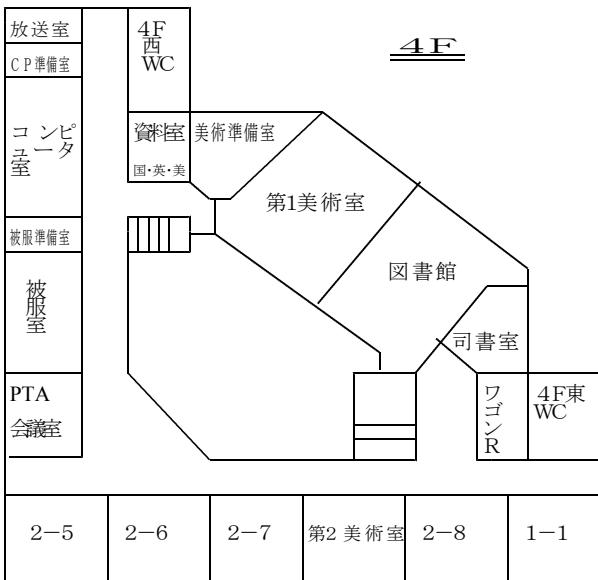 4F
放送室
CP準備室
コンピ
ュータ
室
被服準備室
被
服
室
PTA
会議室
4F
西
WC
資料室
国・英・美
美術準備室
第1美術室
図書館
司書室
ワ
ゴ
ン
R
4F東
WC
2-5
2-6
2-7
第2美術室
2-8
1-1